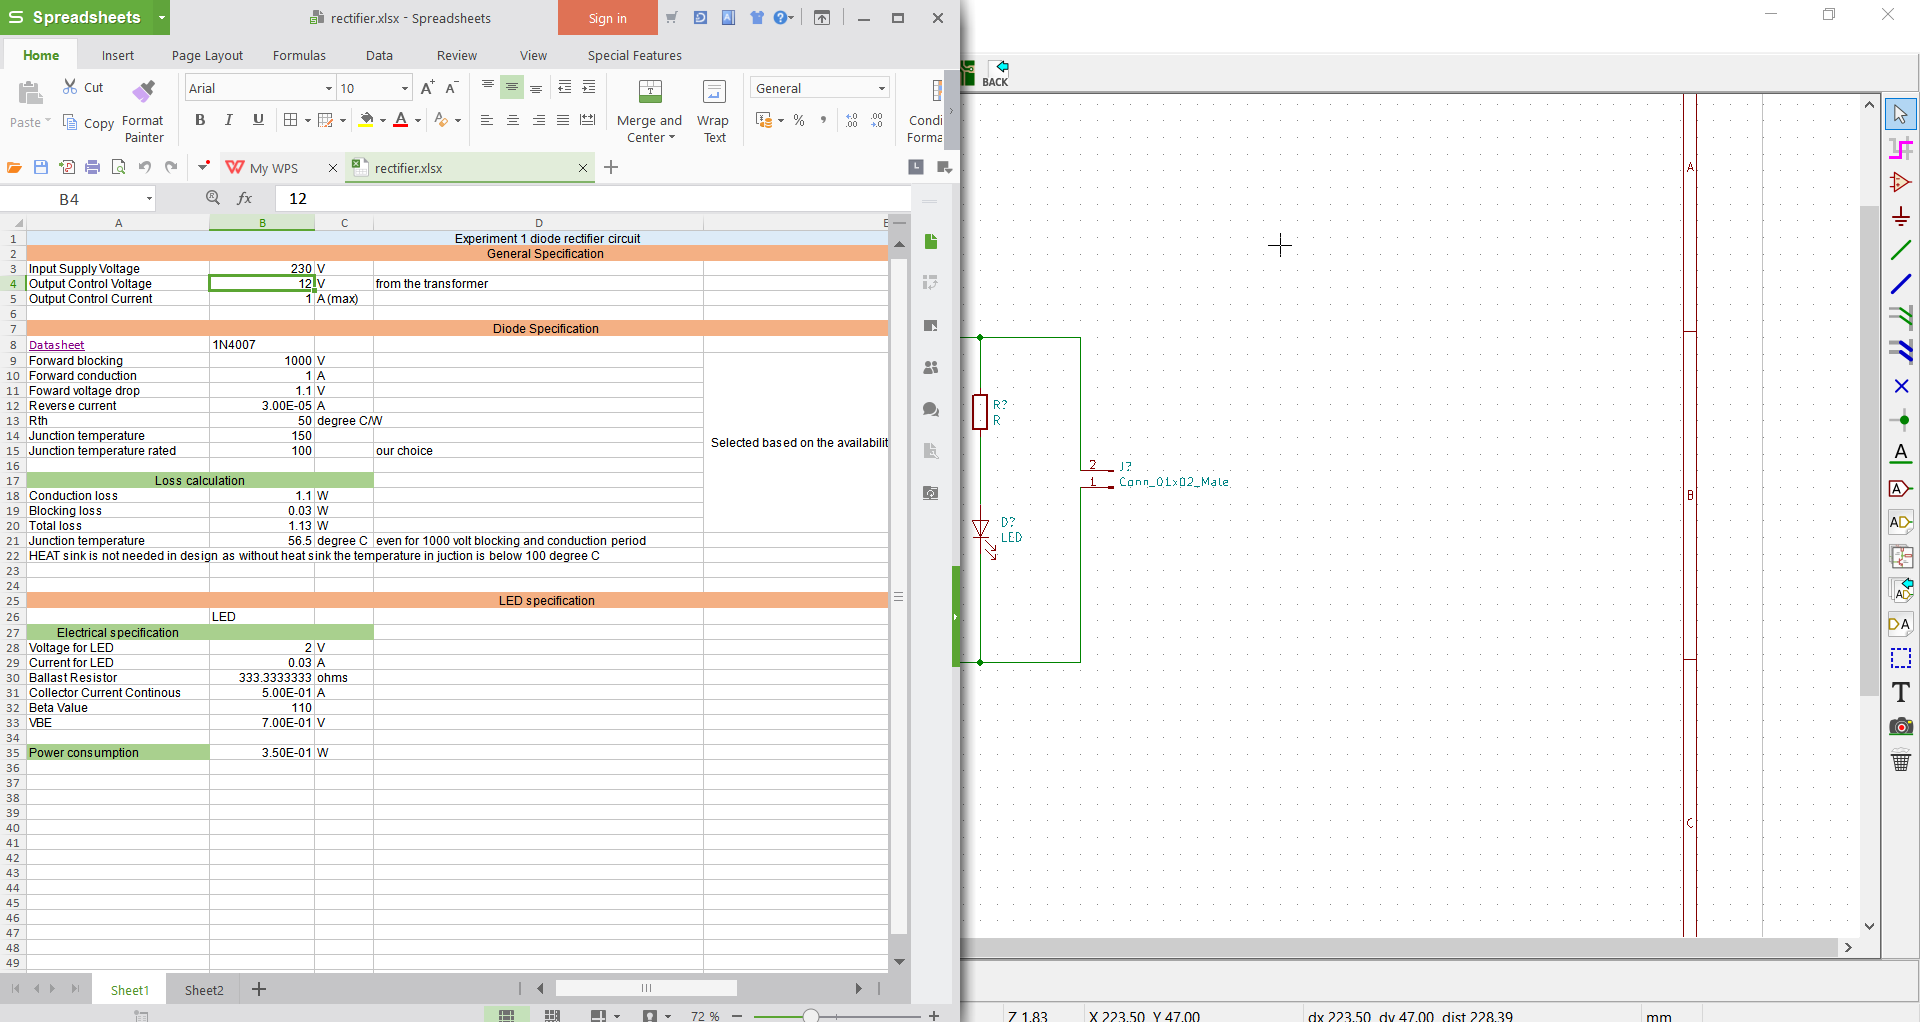 Spreadsheets
rectifier.xlsx - Spreadsheets
Sign in
Home
Insert
Page Layout
Formulas
Data
Review
View
Special Features
Paste
Cut
Copy
Format
Painter
Arial
10
Merge and
Center
Wrap
Text
General
Condi
Forma
BACK
My WPS
rectifier.xlsx
B4
fx
12
A B C D E
1 Experiment 1 diode rectifier circuit
2 General Specification
3 Input Supply Voltage 230 V
4 Output Control Voltage 12 V from the transformer
5 Output Control Current 1 A (max)
6
7 Diode Specification
8 Datasheet 1N4007
9 Forward blocking 1000 V
10 Forward conduction 1 A
11 Foward voltage drop 1.1 V
12 Reverse current 3.00E-05 A
13 Rth 50 degree C/W
14 Junction temperature 150
Selected based on the availabilit
15 Junction temperature rated 100 our choice
16
17 Loss calculation
18 Conduction loss 1.1 W
19 Blocking loss 0.03 W
20 Total loss 1.13 W
21 Junction temperature 56.5 degree C even for 1000 volt blocking and conduction period
22 HEAT sink is not needed in design as without heat sink the temperature in juction is below 100 degree C
23
24
25 LED specification
26 LED
27 Electrical specification
28 Voltage for LED 2 V
29 Current for LED 0.03 A
30 Ballast Resistor 333.3333333 ohms
31 Collector Current Continous 5.00E-01 A
32 Beta Value 110
33 VBE 7.00E-01 V
34
35 Power consumption 3.50E-01 W
36
37
38
39
40
41
42
43
44
45
46
47
48
49
Sheet1
Sheet2
72 %
R?
R
D?
LED
2
1
J?
Conn_01x02_Male
A
B
C
Z 1.83
X 223.50 Y 47.00
dx 223.50 dy 47.00 dist 228.39
mm